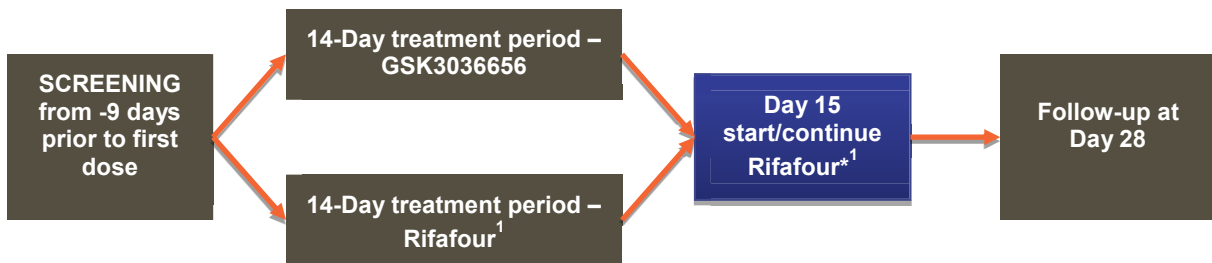 SCREENING
from -9 days
prior to first
dose
14-Day treatment period –
GSK3036656
14-Day treatment period –
Rifafour1
Day 15
start/continue
Rifafour*1
Follow-up at
Day 28